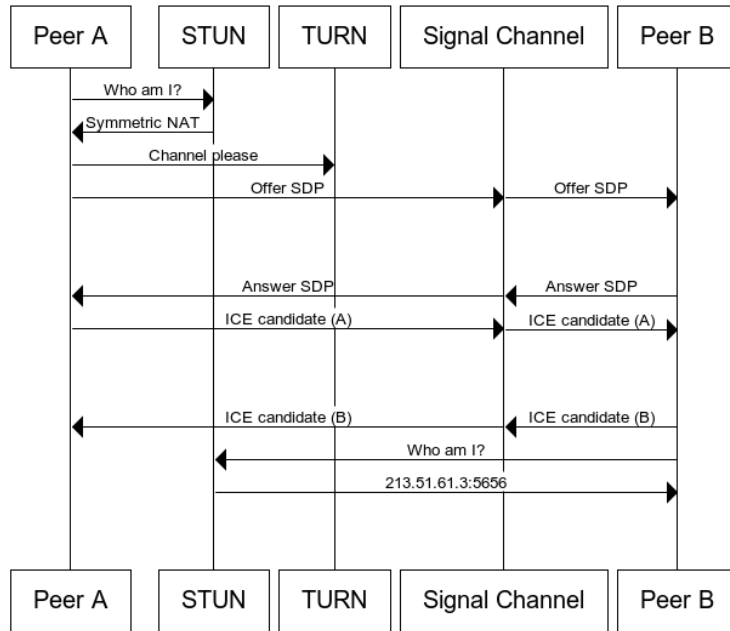 Peer A STUN TURN Signal Channel Peer B
Who am I?
Symmetric NAT
Channel please
Offer SDP Offer SDP
Answer SDP Answer SDP
ICE candidate (A) ICE candidate (A)
ICE candidate (B) ICE candidate (B)
Who am I?
213.51.61.3:5656
Peer A STUN TURN Signal Channel Peer B